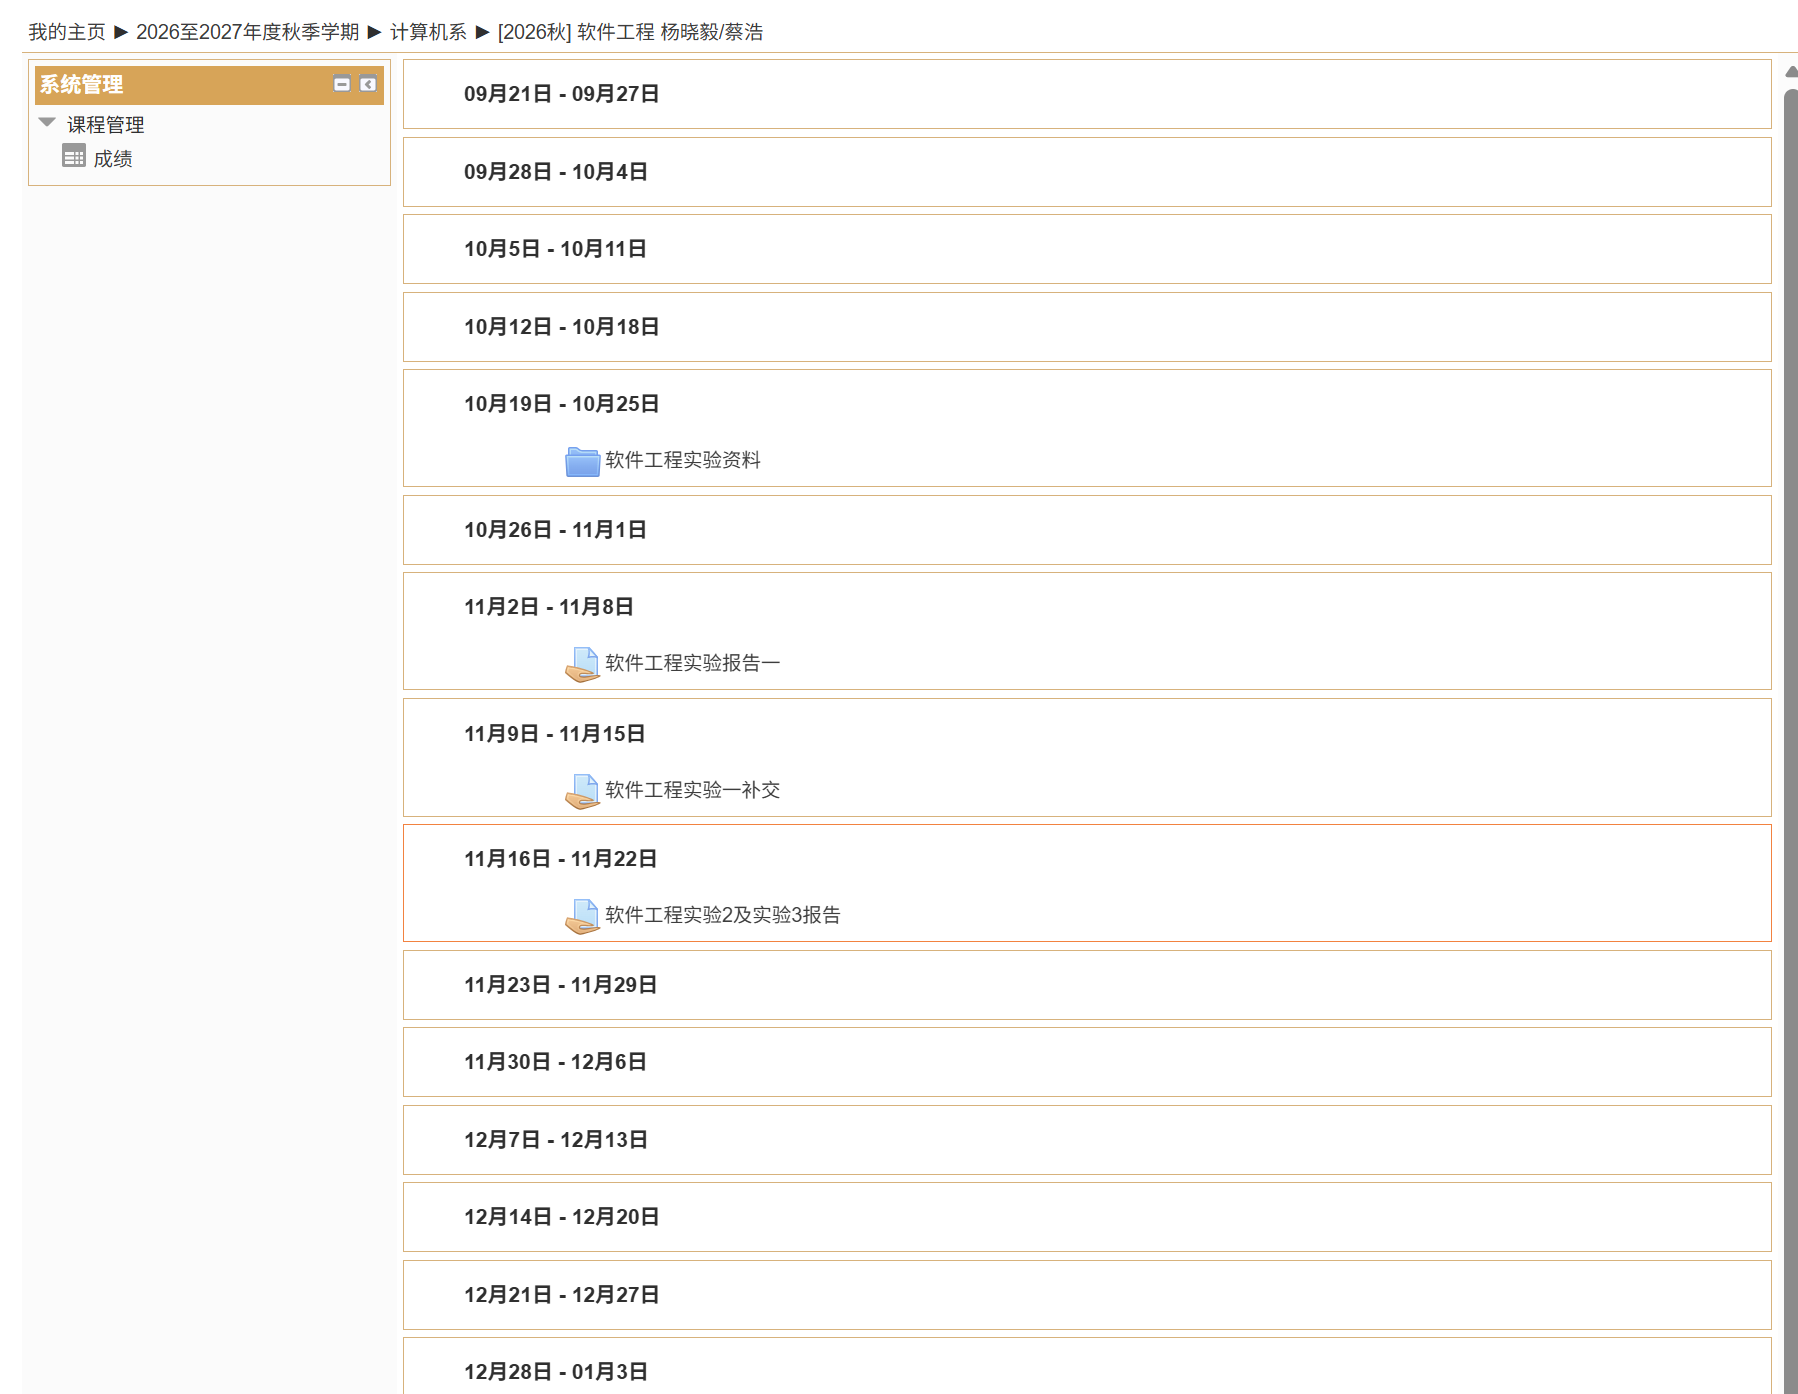 我的主页 ▶ 2026至2027年度秋季学期 ▶ 计算机系 ▶ [2026秋] 软件工程 杨晓毅/蔡浩
系统管理
课程管理
成绩
09月21日 - 09月27日
09月28日 - 10月4日
10月5日 - 10月11日
10月12日 - 10月18日
10月19日 - 10月25日
软件工程实验资料
10月26日 - 11月1日
11月2日 - 11月8日
软件工程实验报告一
11月9日 - 11月15日
软件工程实验一补交
11月16日 - 11月22日
软件工程实验2及实验3报告
11月23日 - 11月29日
11月30日 - 12月6日
12月7日 - 12月13日
12月14日 - 12月20日
12月21日 - 12月27日
12月28日 - 01月3日